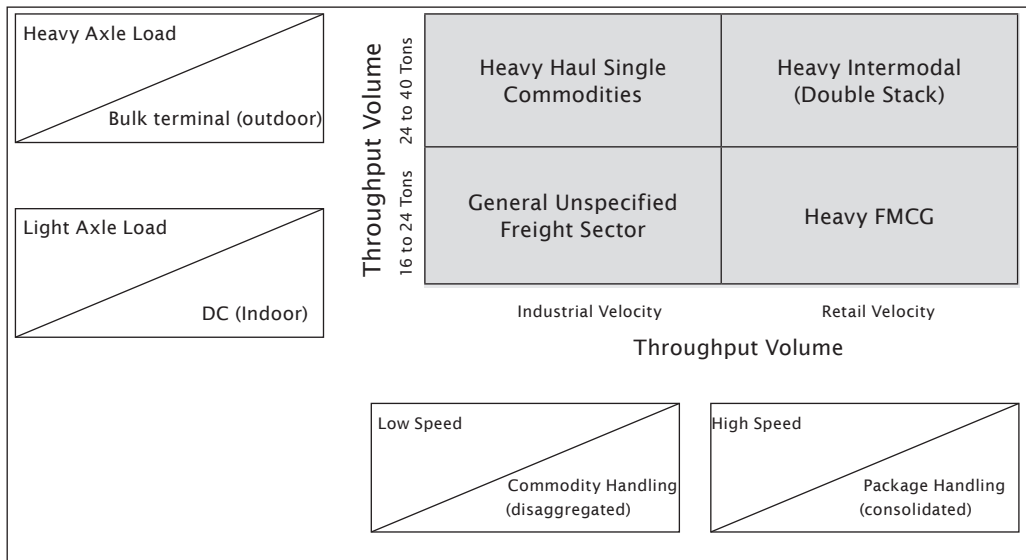 Heavy Axle Load
Bulk terminal (outdoor)
Light Axle Load
DC (Indoor)
Throughput Volume
24 to 40 Tons
16 to 24 Tons
Heavy Haul Single
Commodities
Heavy Intermodal
(Double Stack)
General Unspecified
Freight Sector
Heavy FMCG
Industrial Velocity
Retail Velocity
Throughput Volume
Low Speed
Commodity Handling
(disaggregated)
High Speed
Package Handling
(consolidated)